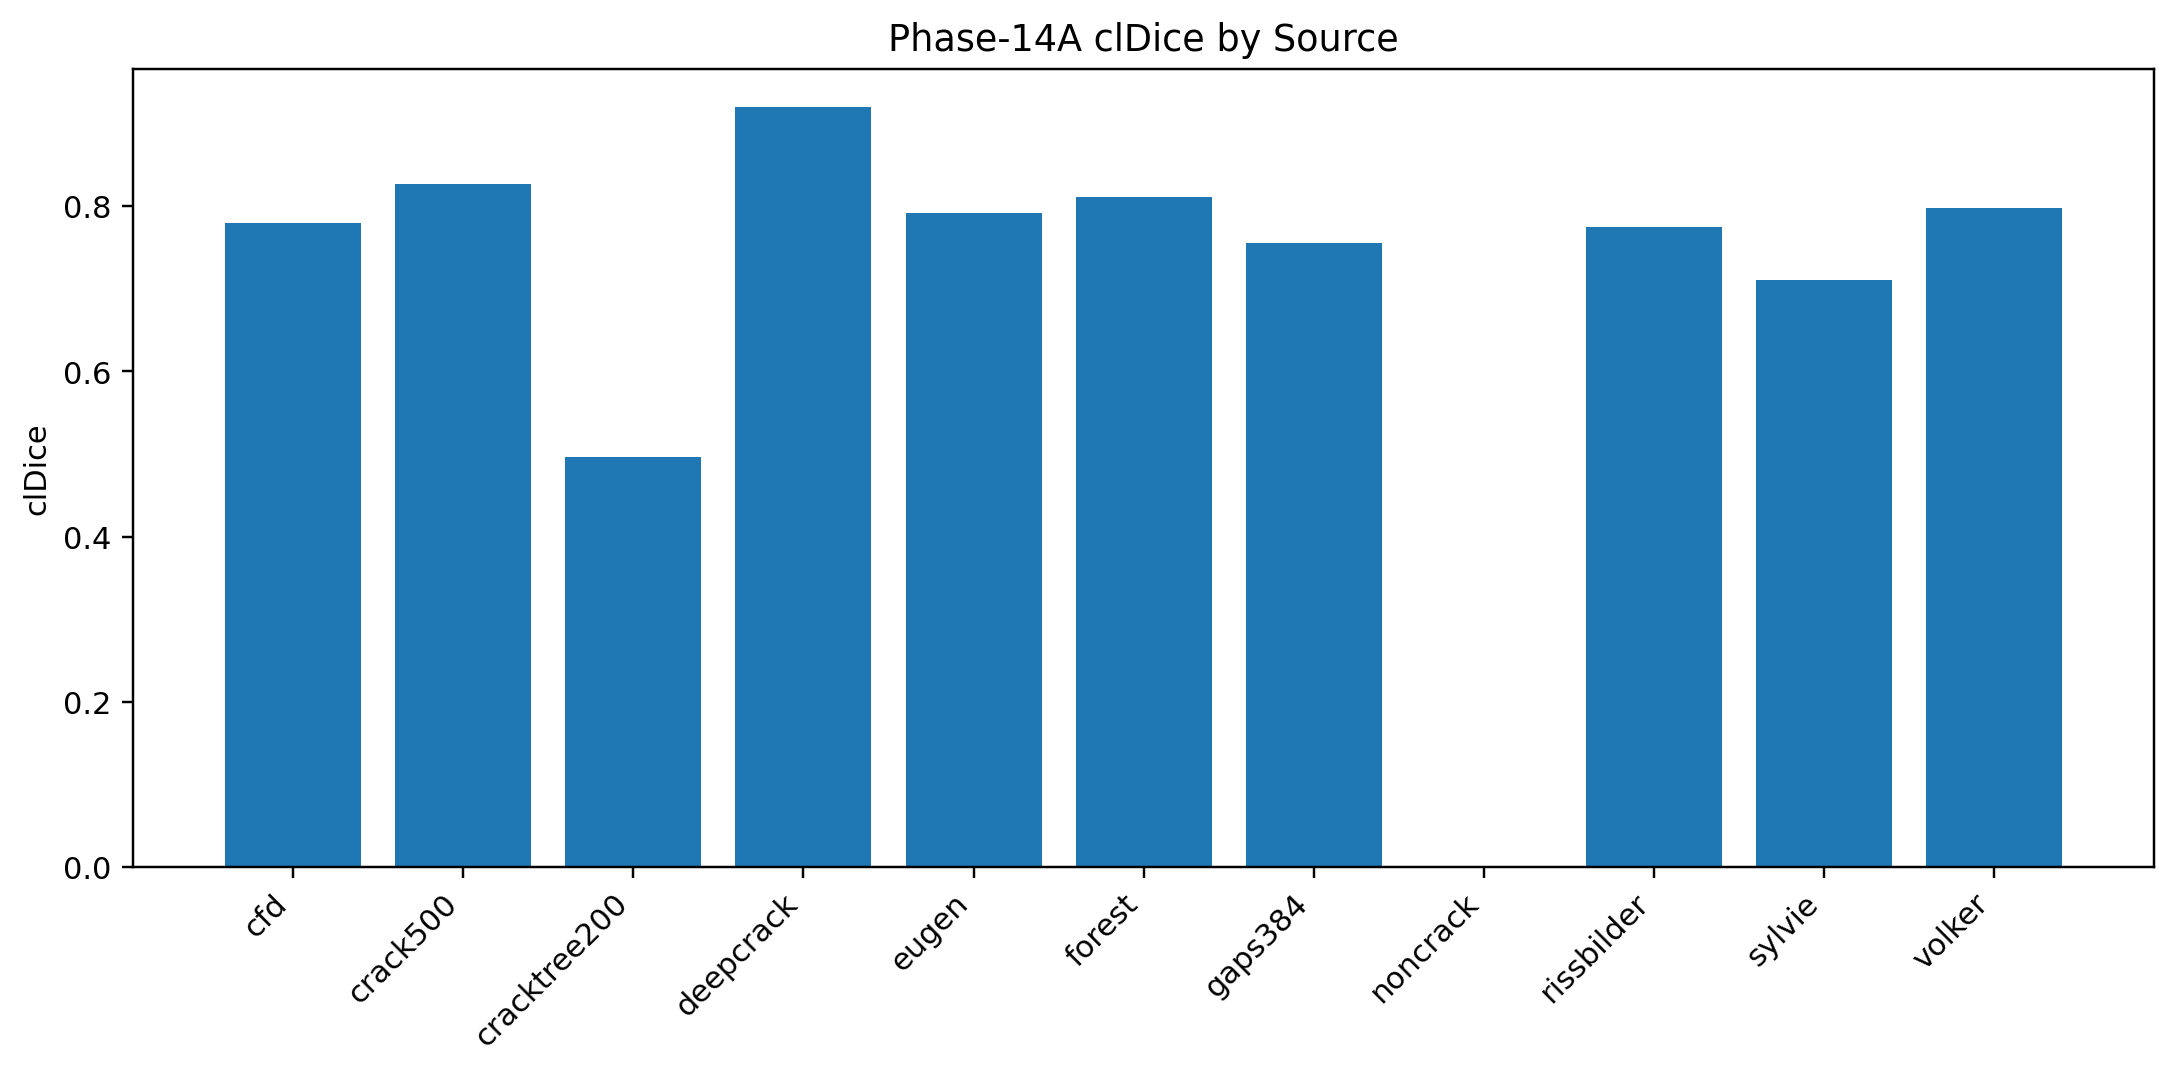 Phase-14A clDice by Source
clDice
0.8
0.6
0.4
0.2
0.0
cfd
crack500
cracktree200
deepcrack
eugen
forest
gaps384
noncrack
rissbilder
sylvie
volker